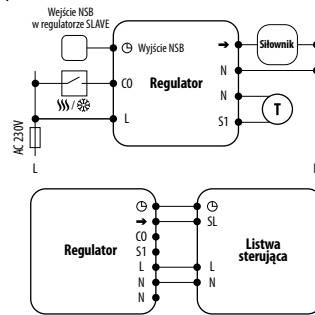 Wejście NSB
w regulatorze SLAVE
Wyjście NSB
Siłownik
CO
Regulator
N
N
T
L
S1
AC 230V
L
Regulator
SL
CO
S1
L
N
N
Listwa
sterująca
L
N